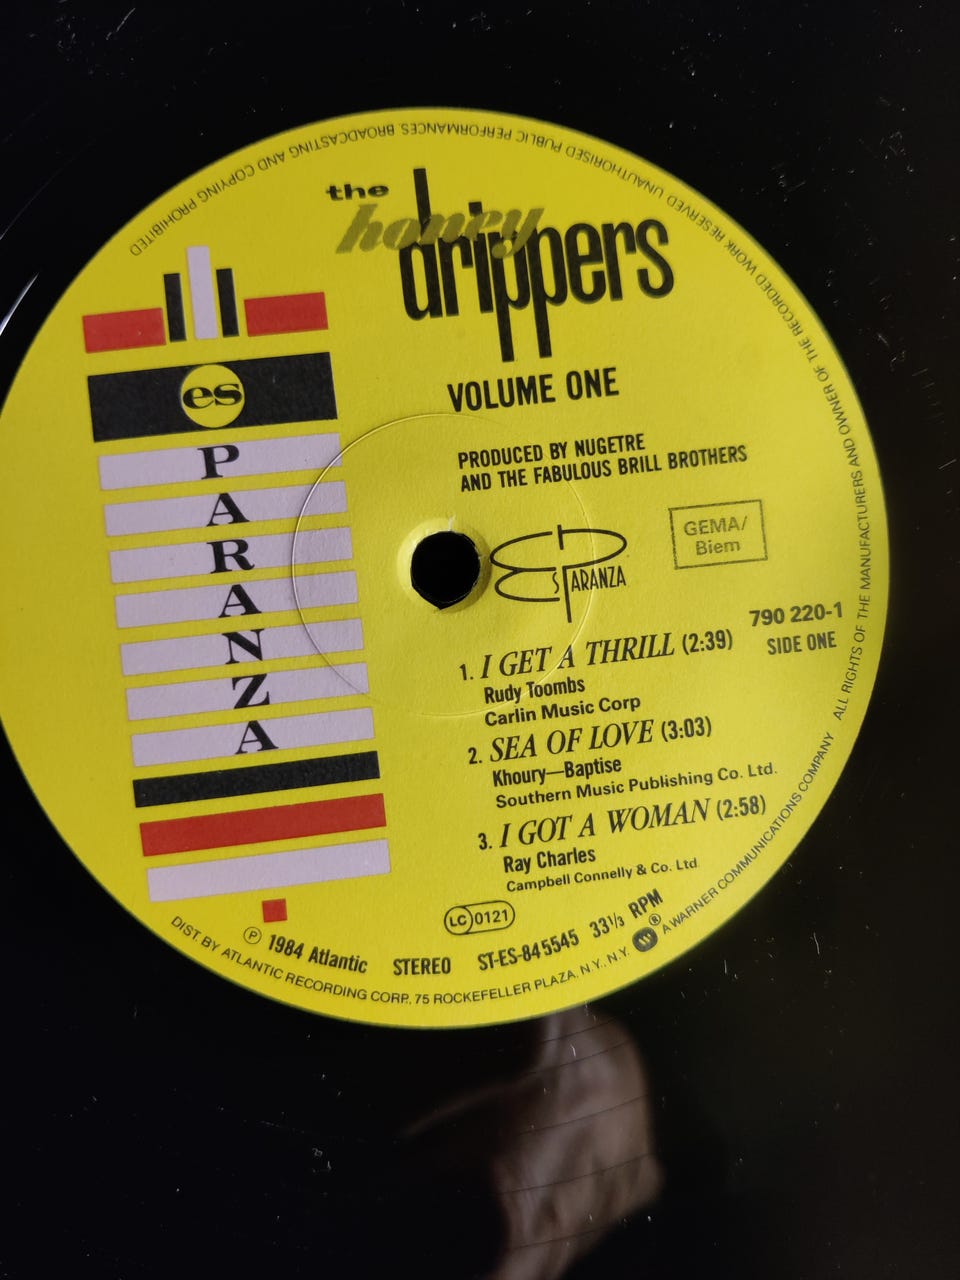 the
honey
drippers
VOLUME ONE
PRODUCED BY NUGETRE
AND THE FABULOUS BRILL BROTHERS
ESPARANZA
GEMA/
Biem
790 220-1
SIDE ONE
1. I GET A THRILL (2:39)
Rudy Toombs
Carlin Music Corp
2. SEA OF LOVE (3:03)
Khoury—Baptise
Southern Music Publishing Co. Ltd.
3. I GOT A WOMAN (2:58)
Ray Charles
Campbell Connelly & Co. Ltd
LC 0121
Ⓟ 1984 Atlantic STEREO ST-ES-845545 33⅓ RPM
es
P
A
R
A
N
Z
A
DIST. BY ATLANTIC RECORDING CORP., 75 ROCKEFELLER PLAZA, N.Y., N.Y. ® A WARNER COMMUNICATIONS COMPANY ALL RIGHTS OF THE MANUFACTURERS AND OWNER OF THE RECORDED WORK RESERVED UNAUTHORISED PUBLIC PERFORMANCES. BROADCASTING AND COPYING PROHIBITED